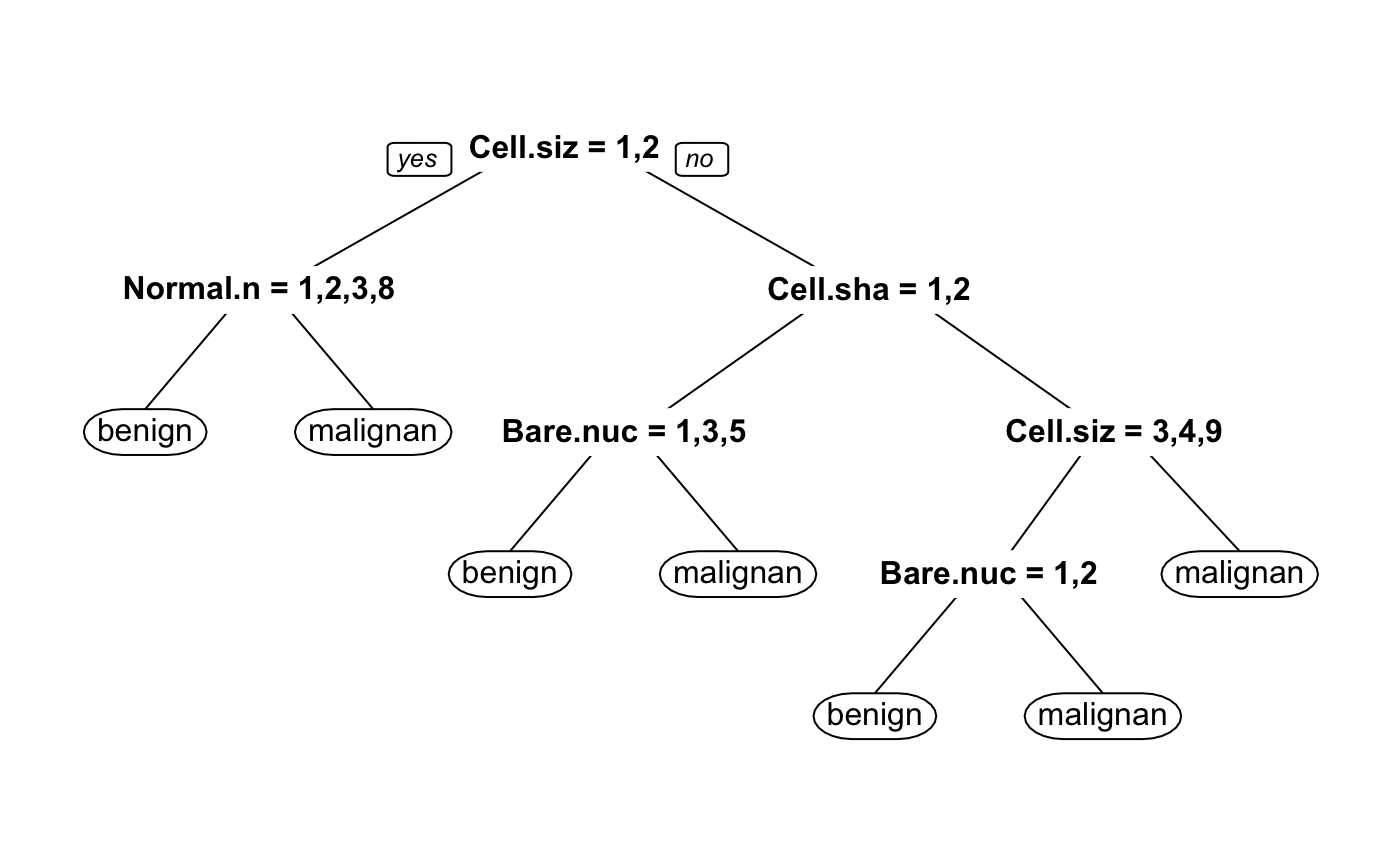 yes Cell.siz = 1,2 no
Normal.n = 1,2,3,8 Cell.sha = 1,2
benign malignan Bare.nuc = 1,3,5 Cell.siz = 3,4,9
benign malignan Bare.nuc = 1,2 malignan
benign malignan